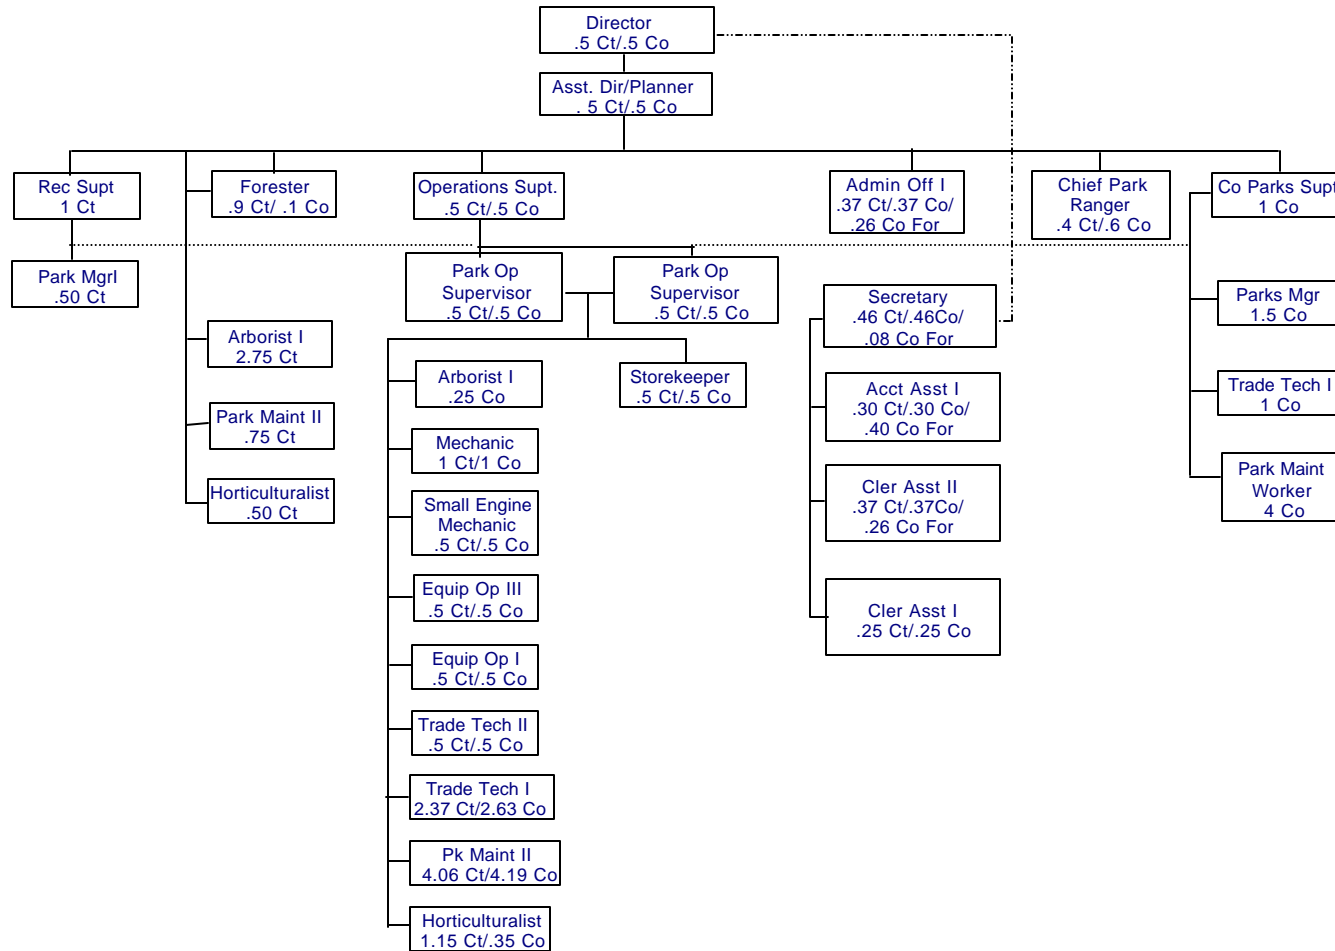 Director
.5 Ct/.5 Co
Asst. Dir/Planner
. 5 Ct/.5 Co
Rec Supt
1 Ct
Forester
.9 Ct/ .1 Co
Operations Supt.
.5 Ct/.5 Co
Admin Off I
.37 Ct/.37 Co/
.26 Co For
Chief Park
Ranger
.4 Ct/.6 Co
Co Parks Supt
1 Co
Park MgrI
.50 Ct
Park Op
Supervisor
.5 Ct/.5 Co
Park Op
Supervisor
.5 Ct/.5 Co
Secretary
.46 Ct/.46Co/
.08 Co For
Parks Mgr
1.5 Co
Arborist I
2.75 Ct
Arborist I
.25 Co
Storekeeper
.5 Ct/.5 Co
Acct Asst I
.30 Ct/.30 Co/
.40 Co For
Trade Tech I
1 Co
Park Maint II
.75 Ct
Mechanic
1 Ct/1 Co
Cler Asst II
.37 Ct/.37Co/
.26 Co For
Park Maint
Worker
4 Co
Horticulturalist
.50 Ct
Small Engine
Mechanic
.5 Ct/.5 Co
Equip Op III
.5 Ct/.5 Co
Cler Asst I
.25 Ct/.25 Co
Equip Op I
.5 Ct/.5 Co
Trade Tech II
.5 Ct/.5 Co
Trade Tech I
2.37 Ct/2.63 Co
Pk Maint II
4.06 Ct/4.19 Co
Horticulturalist
1.15 Ct/.35 Co